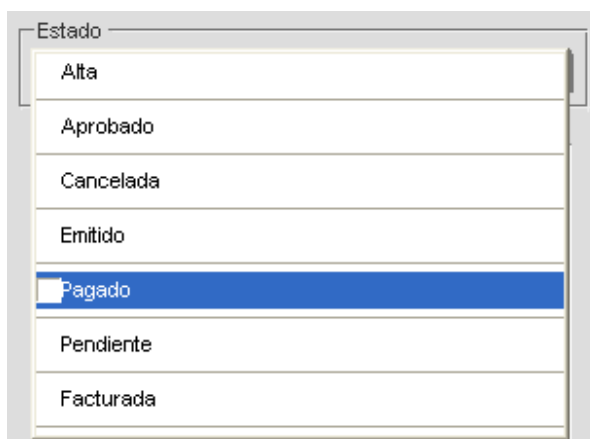 Estado
Alta
Aprobado
Cancelada
Emitido
Pagado
Pendiente
Facturada